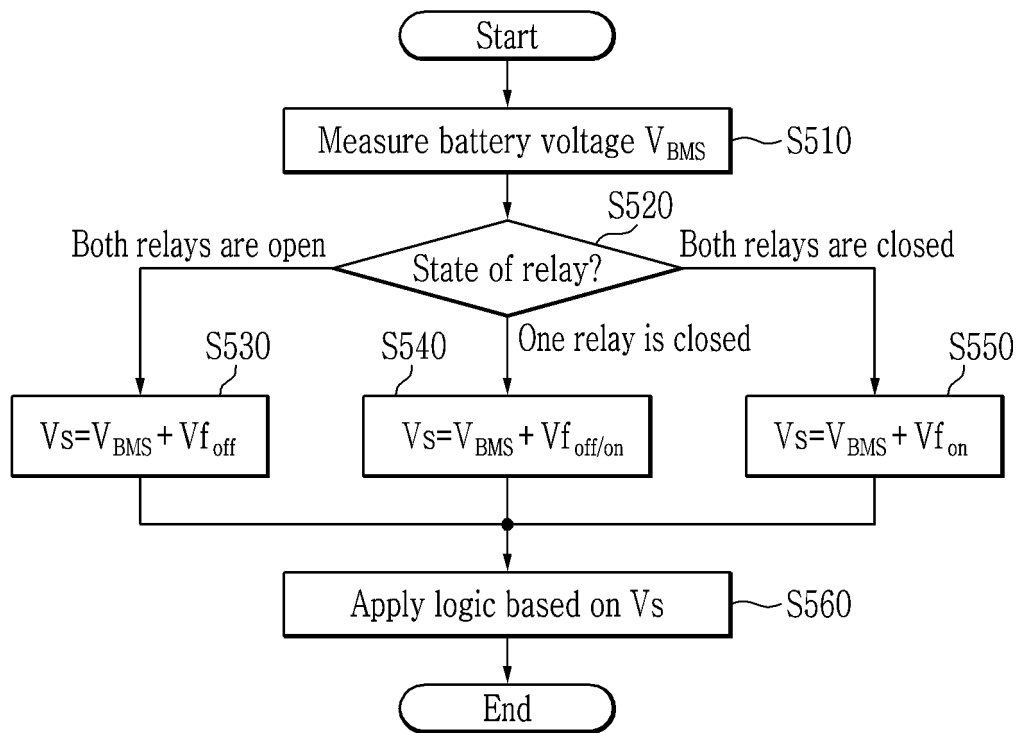 Start
Measure battery voltage V_BMS
S510
S520
Both relays are open
State of relay?
Both relays are closed
One relay is closed
S530
S540
S550
Vs=V_BMS + Vf_off
Vs=V_BMS + Vf_off/on
Vs=V_BMS + Vf_on
Apply logic based on Vs
S560
End